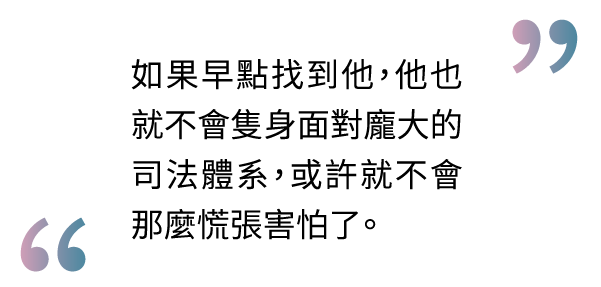 如果早點找到他，他也
就不會隻身面對龐大的
司法體系，或許就不會
那麼慌張害怕了。